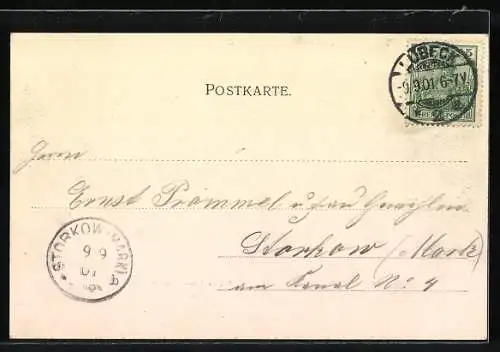 POSTKARTE.
LÜBECK
-9.9.01.6-7V.
Herrn
Ernst Prömmel u.
Storkow (Mark)
am Kanal No 4
STORKOW (MARK)
9 9
01